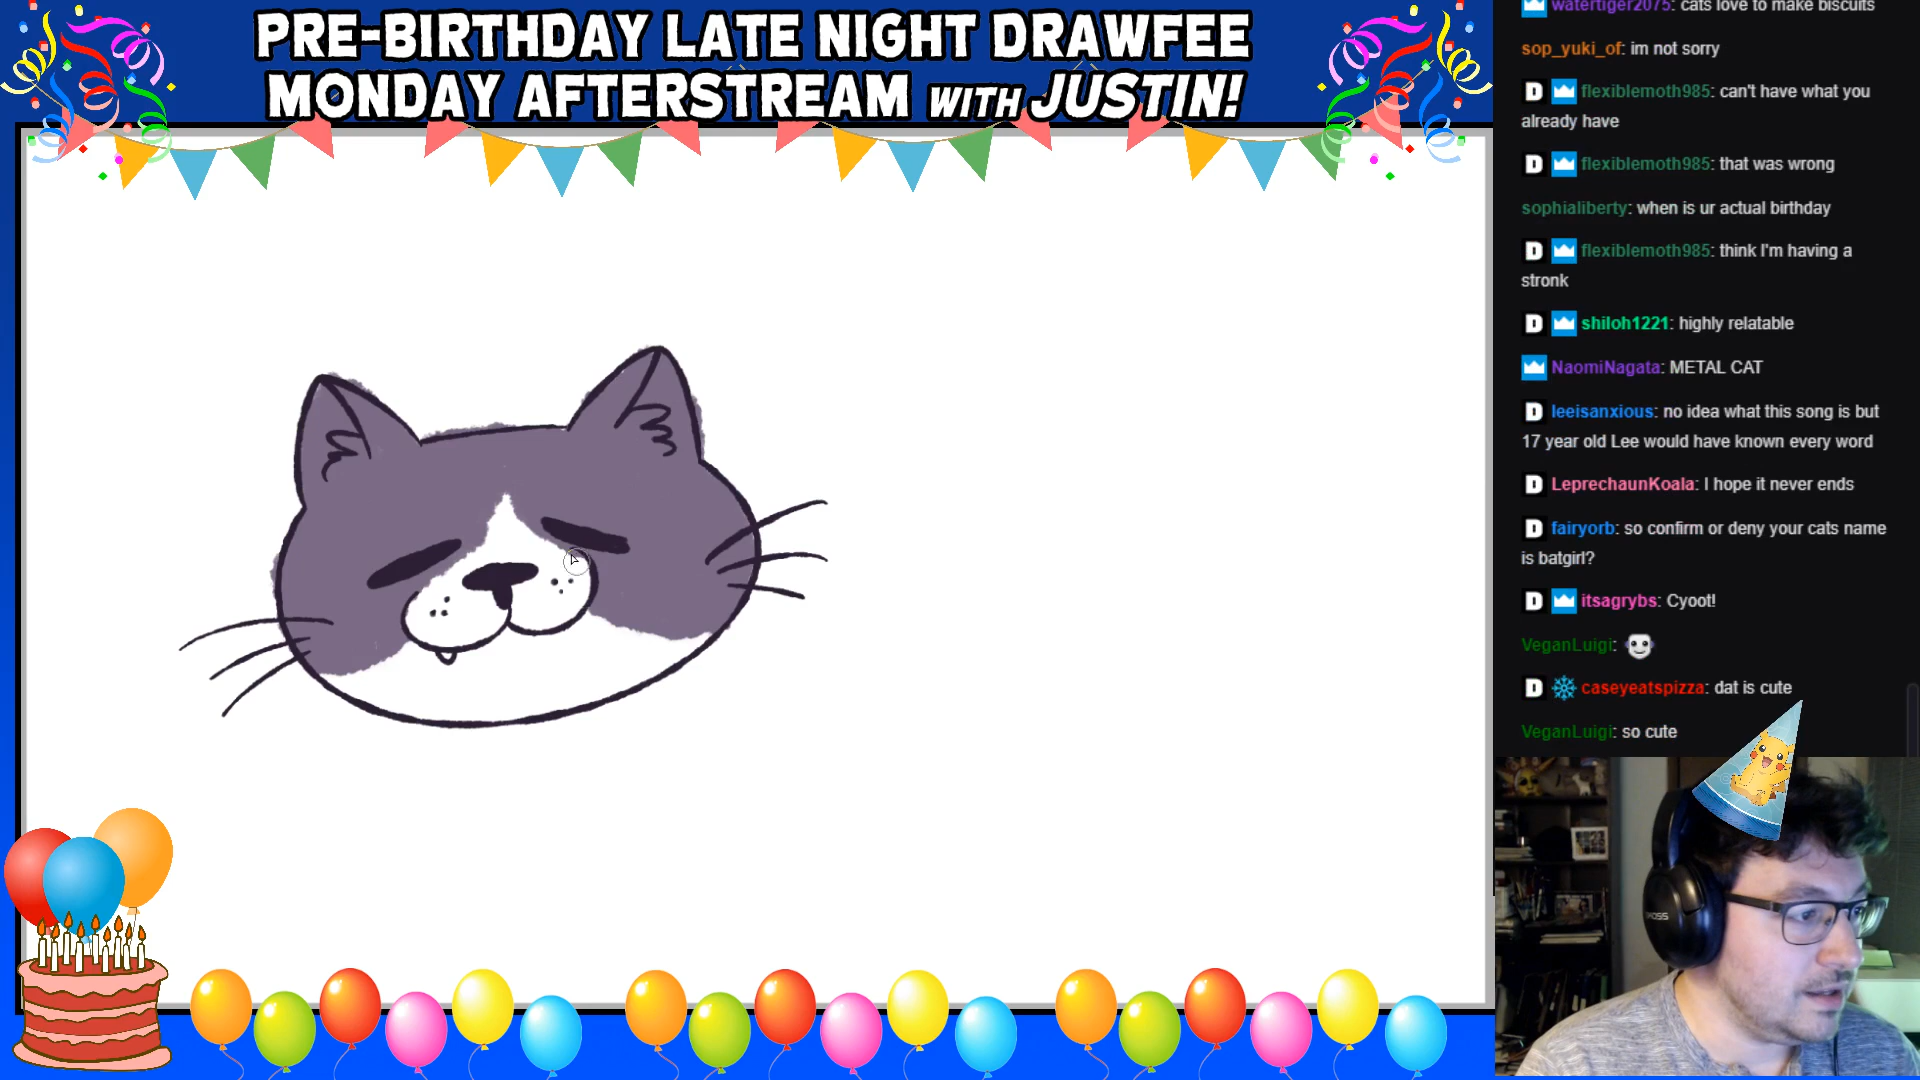 PRE-BIRTHDAY LATE NIGHT DRAWFEE
MONDAY AFTERSTREAM WITH JUSTIN!
watertiger2075: cats love to make biscuits
sop_yuki_of: im not sorry
D flexiblemoth985: can't have what you
already have
D flexiblemoth985: that was wrong
sophialiberty: when is ur actual birthday
D flexiblemoth985: think I'm having a
stronk
D shiloh1221: highly relatable
NaomiNagata: METAL CAT
D leeisanxious: no idea what this song is but
17 year old Lee would have known every word
D LeprechaunKoala: I hope it never ends
D fairyorb: so confirm or deny your cats name
is batgirl?
D itsagrybs: Cyoot!
VeganLuigi:
D caseyeatspizza: dat is cute
VeganLuigi: so cute